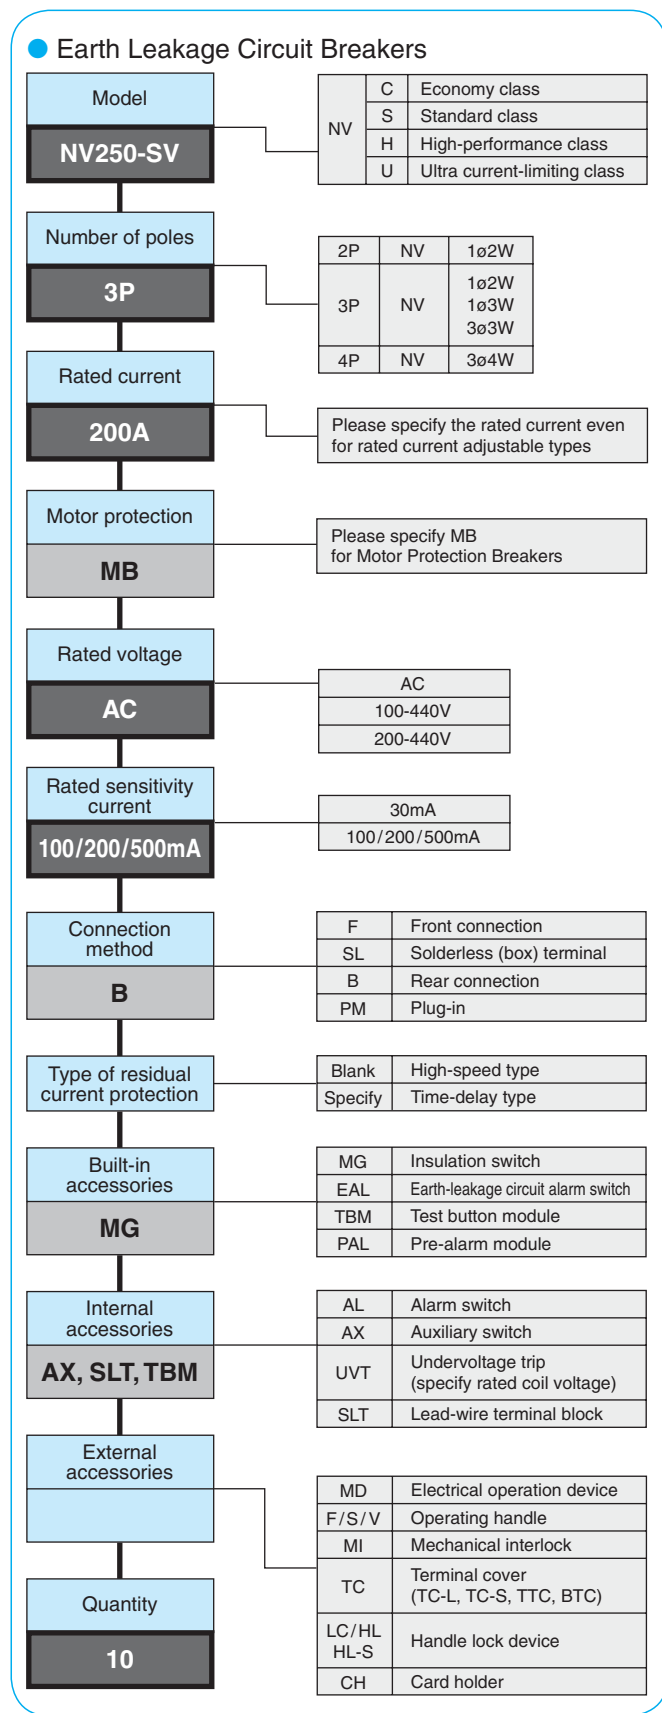 Earth Leakage Circuit Breakers
Model
NV250-SV
NV
C Economy class
S Standard class
H High-performance class
U Ultra current-limiting class
Number of poles
3P
2P NV 1ø2W
3P NV 1ø2W
1ø3W
3ø3W
4P NV 3ø4W
Rated current
200A
Please specify the rated current even
for rated current adjustable types
Motor protection
MB
Please specify MB
for Motor Protection Breakers
Rated voltage
AC
AC
100-440V
200-440V
Rated sensitivity
current
100/200/500mA
30mA
100/200/500mA
Connection
method
B
F Front connection
SL Solderless (box) terminal
B Rear connection
PM Plug-in
Type of residual
current protection
Blank High-speed type
Specify Time-delay type
Built-in
accessories
MG
MG Insulation switch
EAL Earth-leakage circuit alarm switch
TBM Test button module
PAL Pre-alarm module
Internal
accessories
AX, SLT, TBM
AL Alarm switch
AX Auxiliary switch
UVT Undervoltage trip
(specify rated coil voltage)
SLT Lead-wire terminal block
External
accessories
MD Electrical operation device
F/S/V Operating handle
MI Mechanical interlock
TC Terminal cover
(TC-L, TC-S, TTC, BTC)
LC/HL
HL-S Handle lock device
CH Card holder
Quantity
10